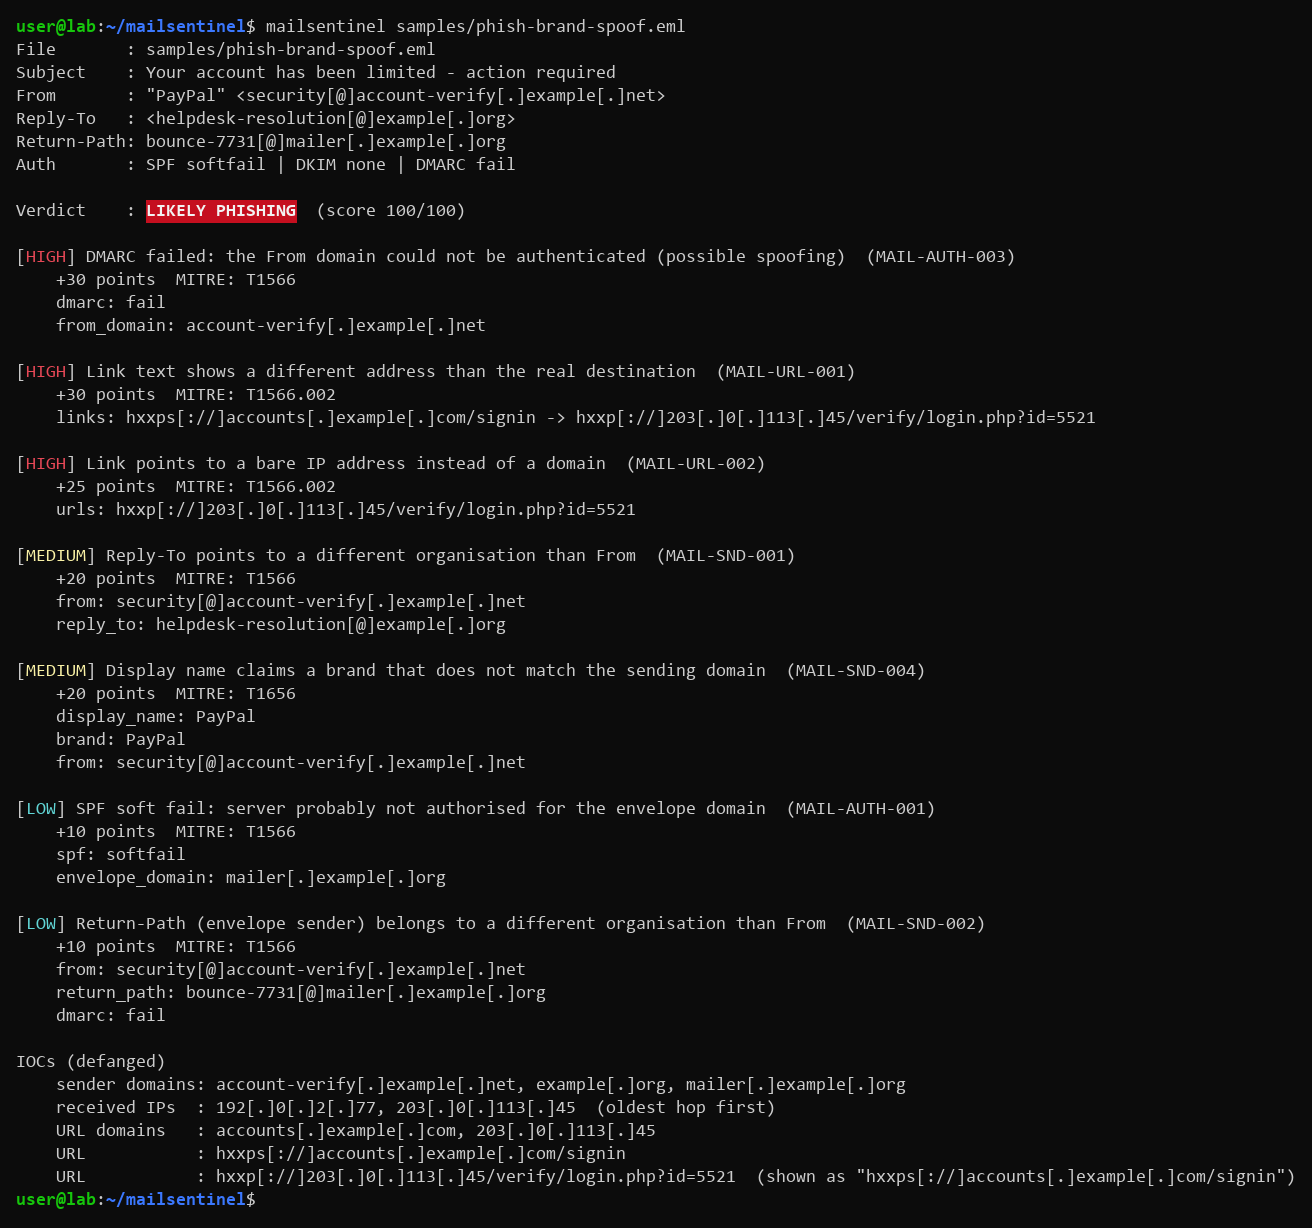 user@lab:~/mailsentinel$ mailsentinel samples/phish-brand-spoof.eml
File       : samples/phish-brand-spoof.eml
Subject    : Your account has been limited - action required
From       : "PayPal" <security[@]account-verify[.]example[.]net>
Reply-To   : <helpdesk-resolution[@]example[.]org>
Return-Path: bounce-7731[@]mailer[.]example[.]org
Auth       : SPF softfail | DKIM none | DMARC fail
Verdict    : LIKELY PHISHING  (score 100/100)
[HIGH] DMARC failed: the From domain could not be authenticated (possible spoofing)  (MAIL-AUTH-003)
    +30 points  MITRE: T1566
    dmarc: fail
    from_domain: account-verify[.]example[.]net
[HIGH] Link text shows a different address than the real destination  (MAIL-URL-001)
    +30 points  MITRE: T1566.002
    links: hxxps[://]accounts[.]example[.]com/signin -> hxxp[://]203[.]0[.]113[.]45/verify/login.php?id=5521
[HIGH] Link points to a bare IP address instead of a domain  (MAIL-URL-002)
    +25 points  MITRE: T1566.002
    urls: hxxp[://]203[.]0[.]113[.]45/verify/login.php?id=5521
[MEDIUM] Reply-To points to a different organisation than From  (MAIL-SND-001)
    +20 points  MITRE: T1566
    from: security[@]account-verify[.]example[.]net
    reply_to: helpdesk-resolution[@]example[.]org
[MEDIUM] Display name claims a brand that does not match the sending domain  (MAIL-SND-004)
    +20 points  MITRE: T1656
    display_name: PayPal
    brand: PayPal
    from: security[@]account-verify[.]example[.]net
[LOW] SPF soft fail: server probably not authorised for the envelope domain  (MAIL-AUTH-001)
    +10 points  MITRE: T1566
    spf: softfail
    envelope_domain: mailer[.]example[.]org
[LOW] Return-Path (envelope sender) belongs to a different organisation than From  (MAIL-SND-002)
    +10 points  MITRE: T1566
    from: security[@]account-verify[.]example[.]net
    return_path: bounce-7731[@]mailer[.]example[.]org
    dmarc: fail
IOCs (defanged)
    sender domains: account-verify[.]example[.]net, example[.]org, mailer[.]example[.]org
    received IPs  : 192[.]0[.]2[.]77, 203[.]0[.]113[.]45  (oldest hop first)
    URL domains   : accounts[.]example[.]com, 203[.]0[.]113[.]45
    URL           : hxxps[://]accounts[.]example[.]com/signin
    URL           : hxxp[://]203[.]0[.]113[.]45/verify/login.php?id=5521  (shown as "hxxps[://]accounts[.]example[.]com/signin")
user@lab:~/mailsentinel$